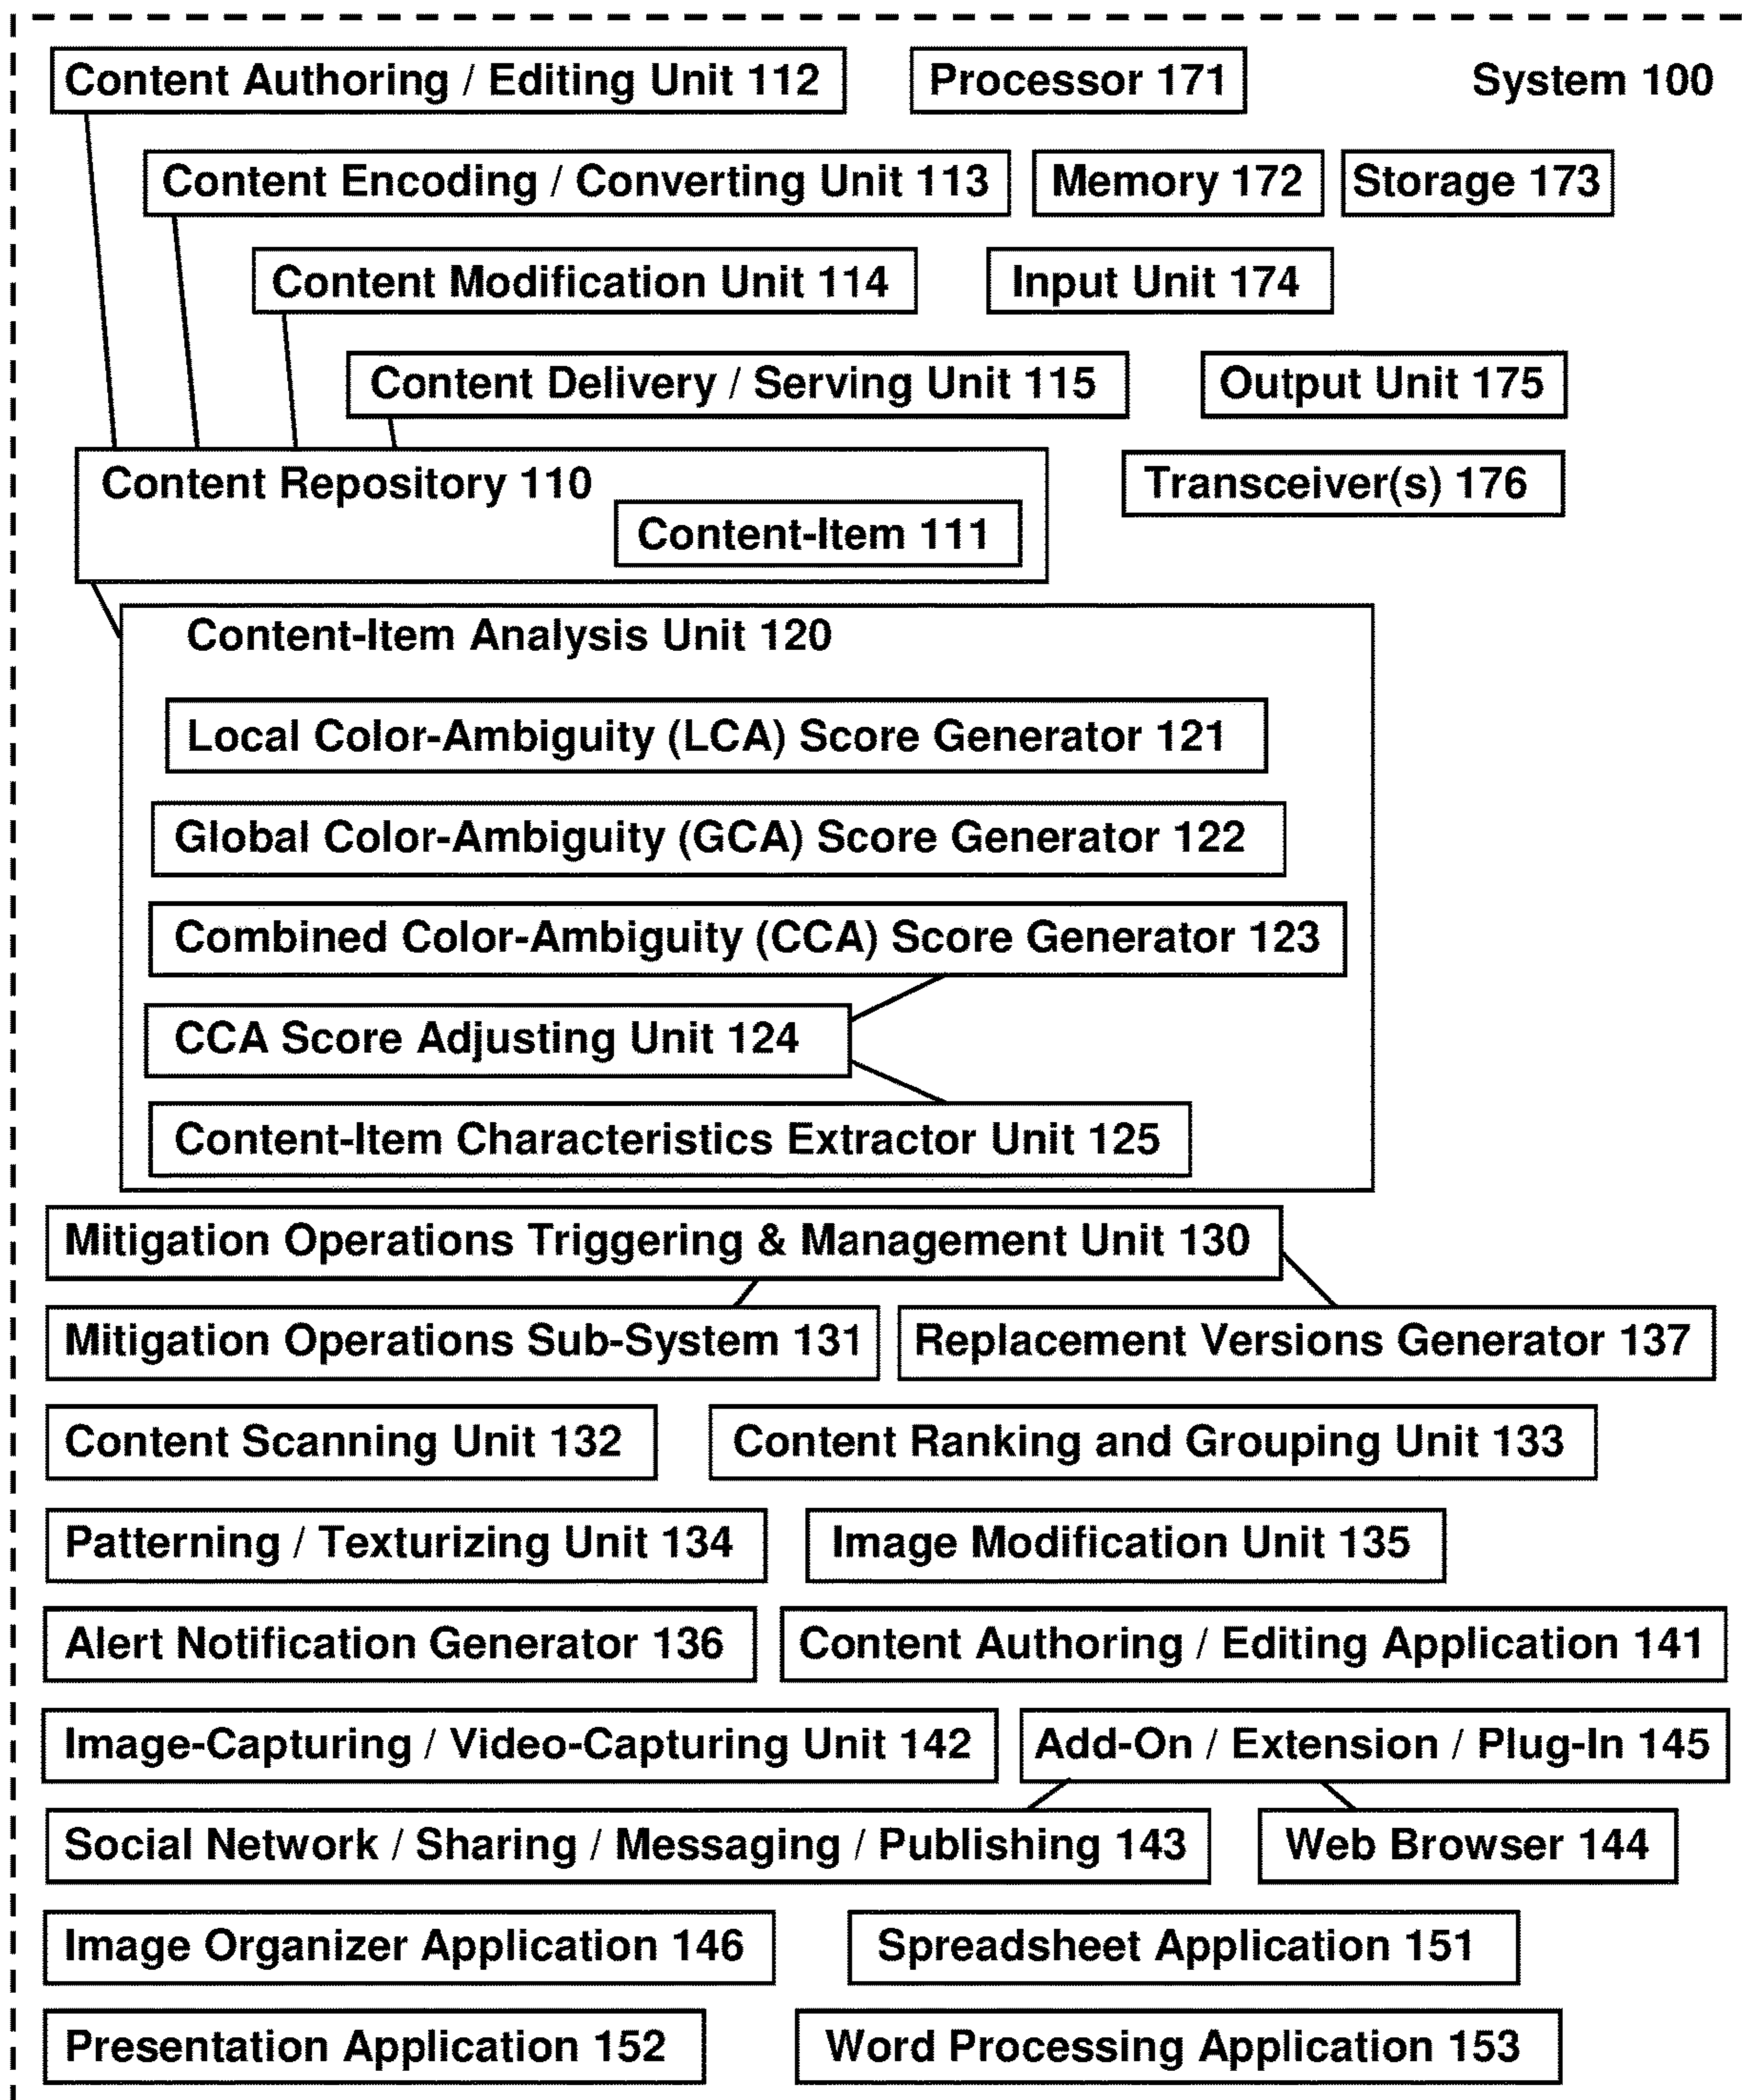 Content Authoring / Editing Unit 112
Processor 171
System 100
Content Encoding / Converting Unit 113
Memory 172
Storage 173
Content Modification Unit 114
Input Unit 174
Content Delivery / Serving Unit 115
Output Unit 175
Content Repository 110
Transceiver(s) 176
Content-Item 111
Content-Item Analysis Unit 120
Local Color-Ambiguity (LCA) Score Generator 121
Global Color-Ambiguity (GCA) Score Generator 122
Combined Color-Ambiguity (CCA) Score Generator 123
CCA Score Adjusting Unit 124
Content-Item Characteristics Extractor Unit 125
Mitigation Operations Triggering & Management Unit 130
Mitigation Operations Sub-System 131
Replacement Versions Generator 137
Content Scanning Unit 132
Content Ranking and Grouping Unit 133
Patterning / Texturizing Unit 134
Image Modification Unit 135
Alert Notification Generator 136
Content Authoring / Editing Application 141
Image-Capturing / Video-Capturing Unit 142
Add-On / Extension / Plug-In 145
Social Network / Sharing / Messaging / Publishing 143
Web Browser 144
Image Organizer Application 146
Spreadsheet Application 151
Presentation Application 152
Word Processing Application 153